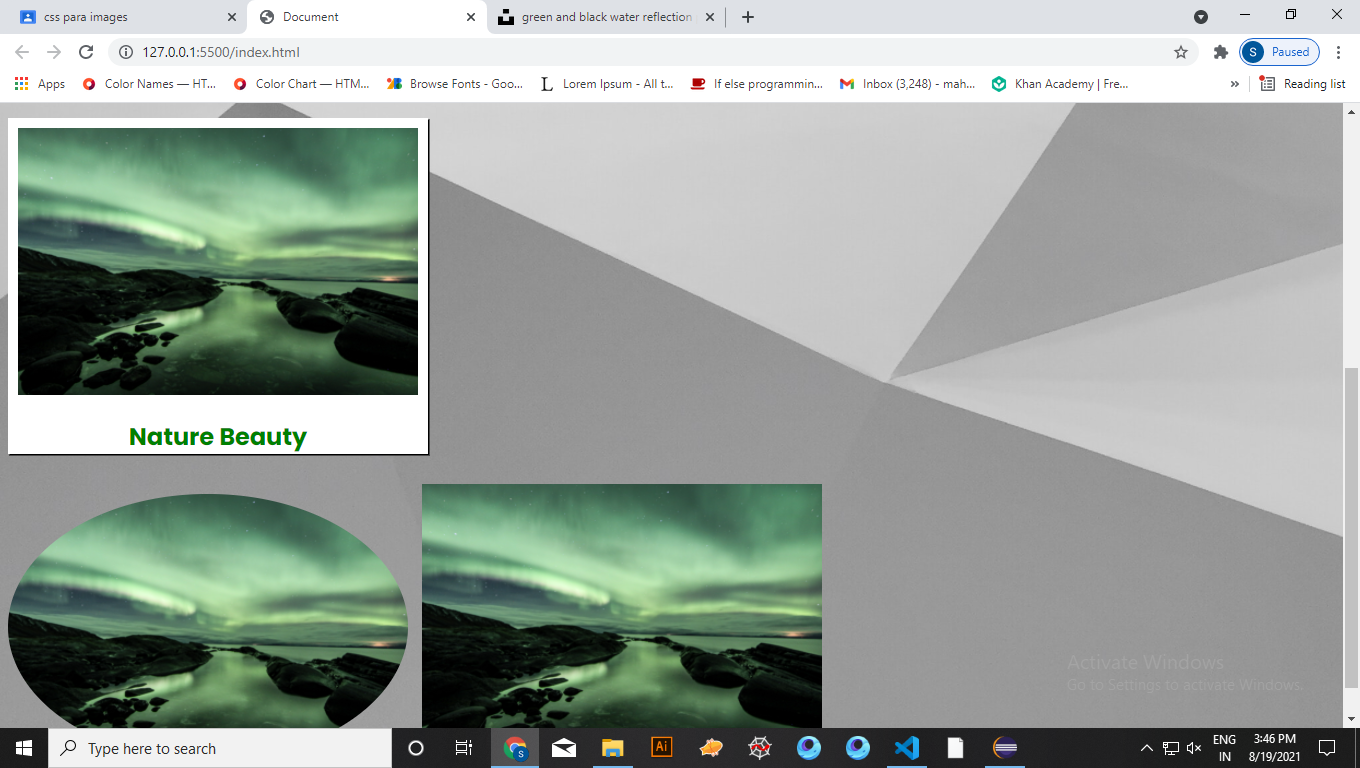 css para images
Document
green and black water reflection
127.0.0.1:5500/index.html
S Paused
Apps
Color Names — HT...
Color Chart — HTM...
Browse Fonts - Goo...
L Lorem Ipsum - All t...
If else programmin...
Inbox (3,248) - mah...
Khan Academy | Fre...
»
Reading list
Nature Beauty
Activate Windows
Go to Settings to activate Windows.
Type here to search
S
Ai
ENG
IN
3:46 PM
8/19/2021